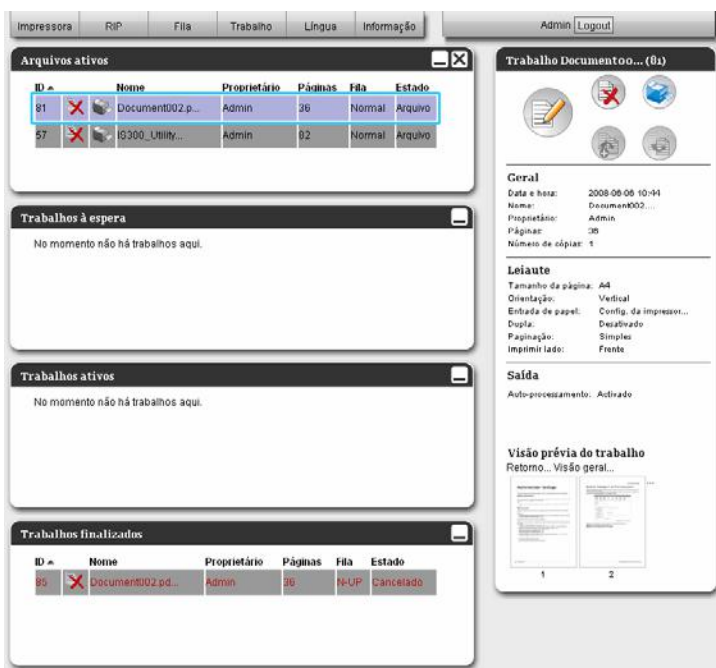 Impressora RIP Fila Trabalho Língua Informação
Admin Logout
Arquivos ativos
ID Nome Proprietário Páginas Fila Estado
81 Document002.p... Admin 36 Normal Arquivo
57 IS300_Utility... Admin 82 Normal Arquivo
Trabalhos à espera
No momento não há trabalhos aqui.
Trabalhos ativos
No momento não há trabalhos aqui.
Trabalhos finalizados
ID Nome Proprietário Páginas Fila Estado
85 Document002.pd... Admin 36 N-UP Cancelado
Trabalho Documentoo... (81)
Geral
Data e hora: 2008-06-06 10:44
Nome: Document002....
Proprietário: Admin
Páginas: 36
Número de cópias: 1
Leiaute
Tamanho da página: A4
Orientação: Vertical
Entrada de papel: Config. da impressor...
Dupla: Desativado
Paginação: Simples
Imprimir lado: Frente
Saída
Auto-processamento: Activado
Visão prévia do trabalho
Retorno... Visão geral...
...
1 2